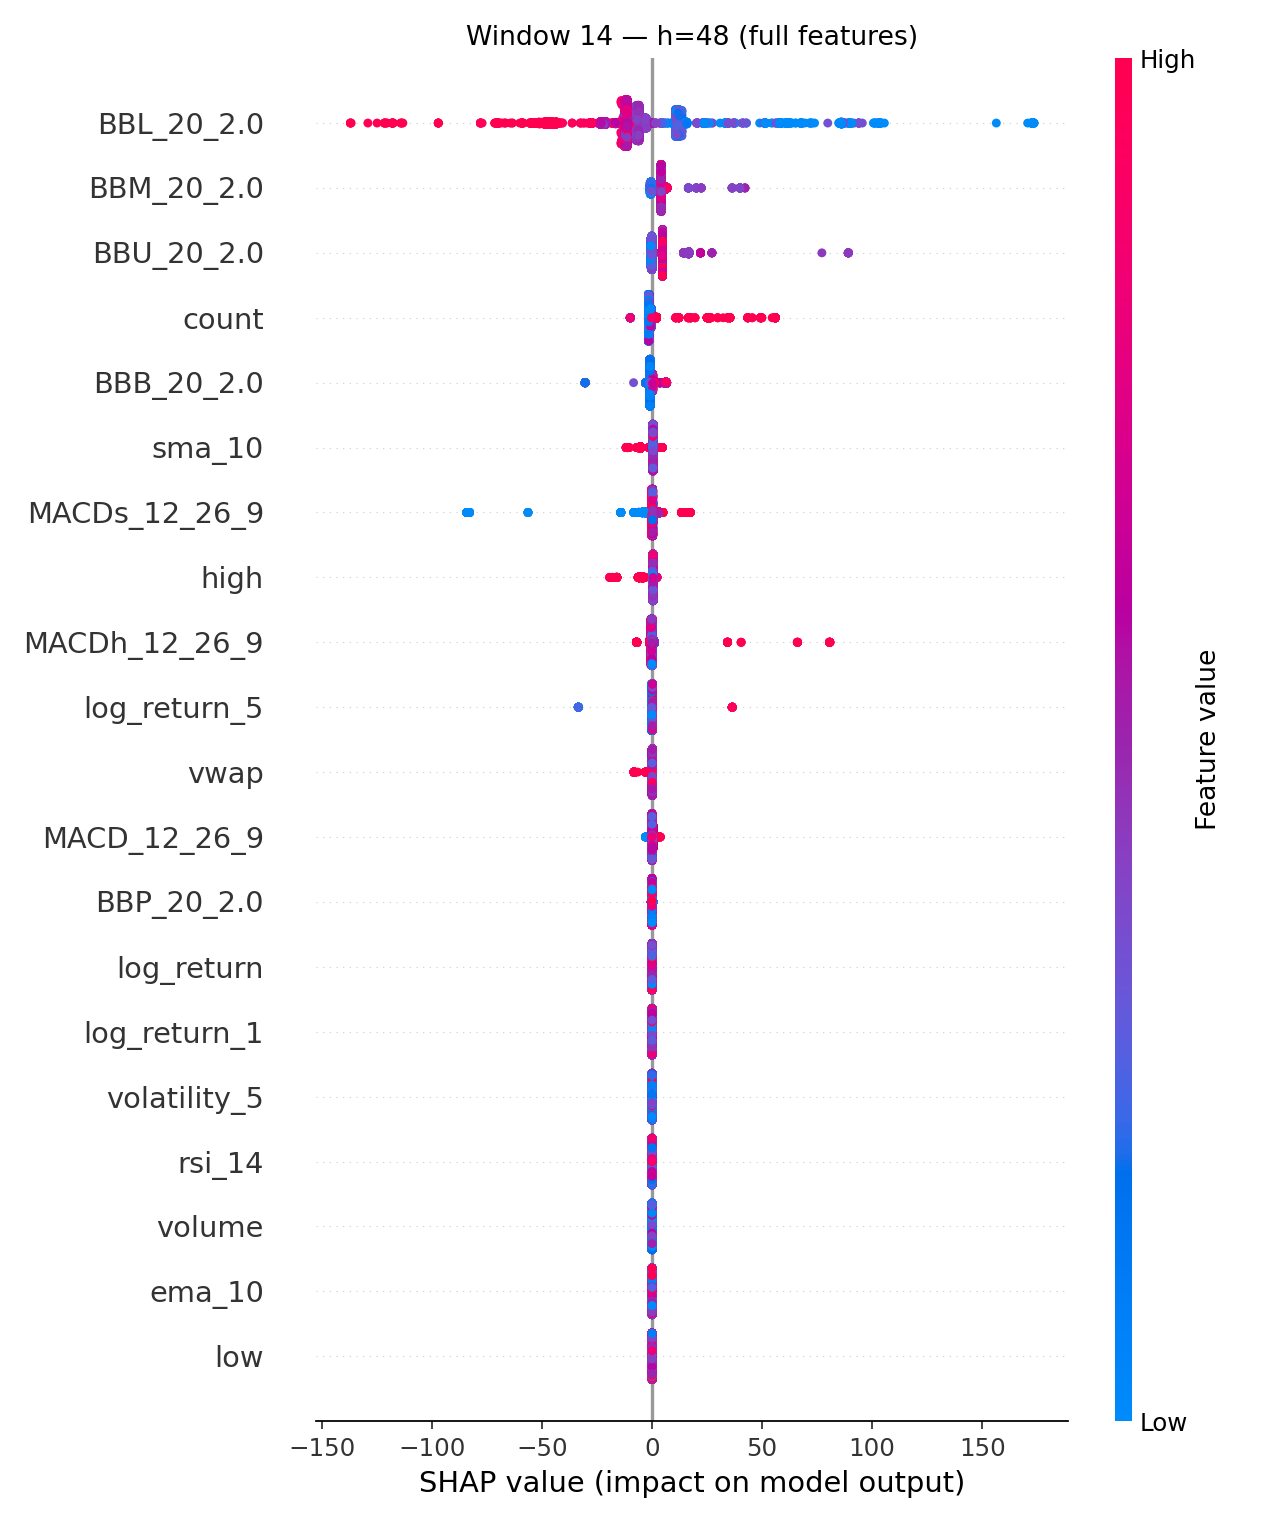 Window 14 — h=48 (full features)
High
BBL_20_2.0
BBM_20_2.0
BBU_20_2.0
count
BBB_20_2.0
sma_10
MACDs_12_26_9
high
MACDh_12_26_9
log_return_5
vwap
MACD_12_26_9
BBP_20_2.0
log_return
log_return_1
volatility_5
rsi_14
volume
ema_10
low
Feature value
Low
−150 −100 −50 0 50 100 150
SHAP value (impact on model output)